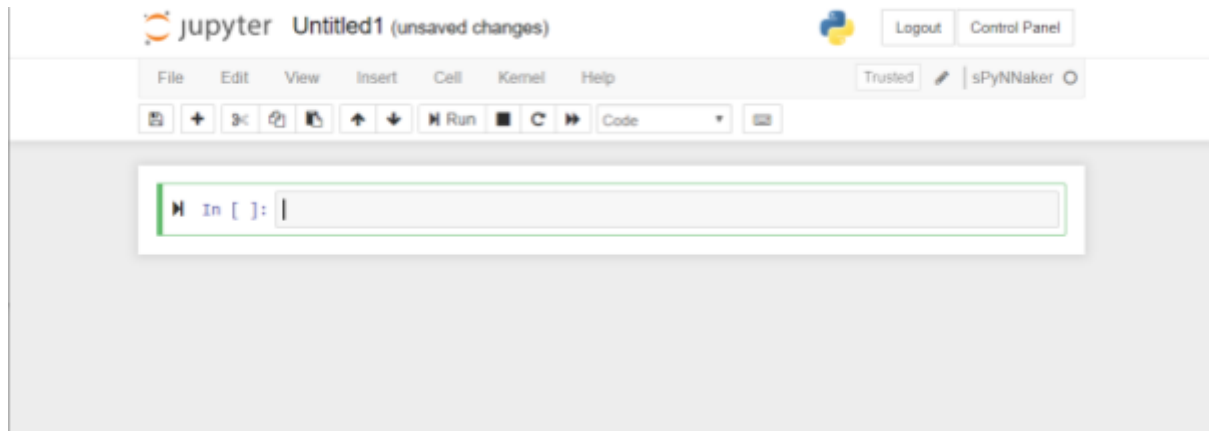 jupyter Untitled1 (unsaved changes) Logout Control Panel
File Edit View Insert Cell Kernel Help Trusted sPyNNaker
Run Code
In [ ]: